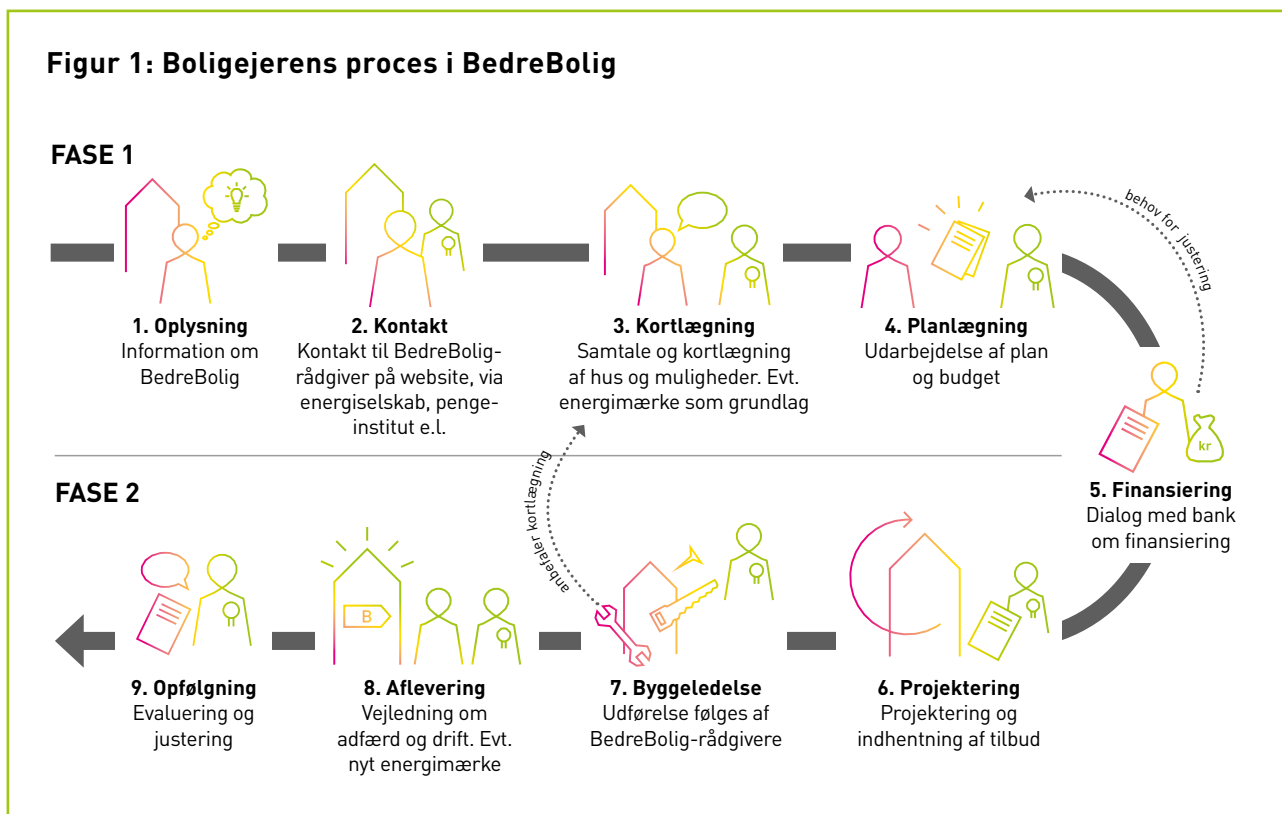 Figur 1: Boligejerens proces i BedreBolig
FASE 1
1. Oplysning
Information om
BedreBolig
2. Kontakt
Kontakt til BedreBolig-
rådgiver på website, via
energiselskab, penge-
institut e.l.
3. Kortlægning
Samtale og kortlægning
af hus og muligheder. Evt.
energimærke som grundlag
4. Planlægning
Udarbejdelse af plan
og budget
behov for justering
kr
5. Finansiering
Dialog med bank
om finansiering
FASE 2
anbefaler kortlægning
B
9. Opfølgning
Evaluering og
justering
8. Aflevering
Vejledning om
adfærd og drift. Evt.
nyt energimærke
7. Byggeledelse
Udførelse følges af
BedreBolig-rådgivere
6. Projektering
Projektering og
indhentning af tilbud